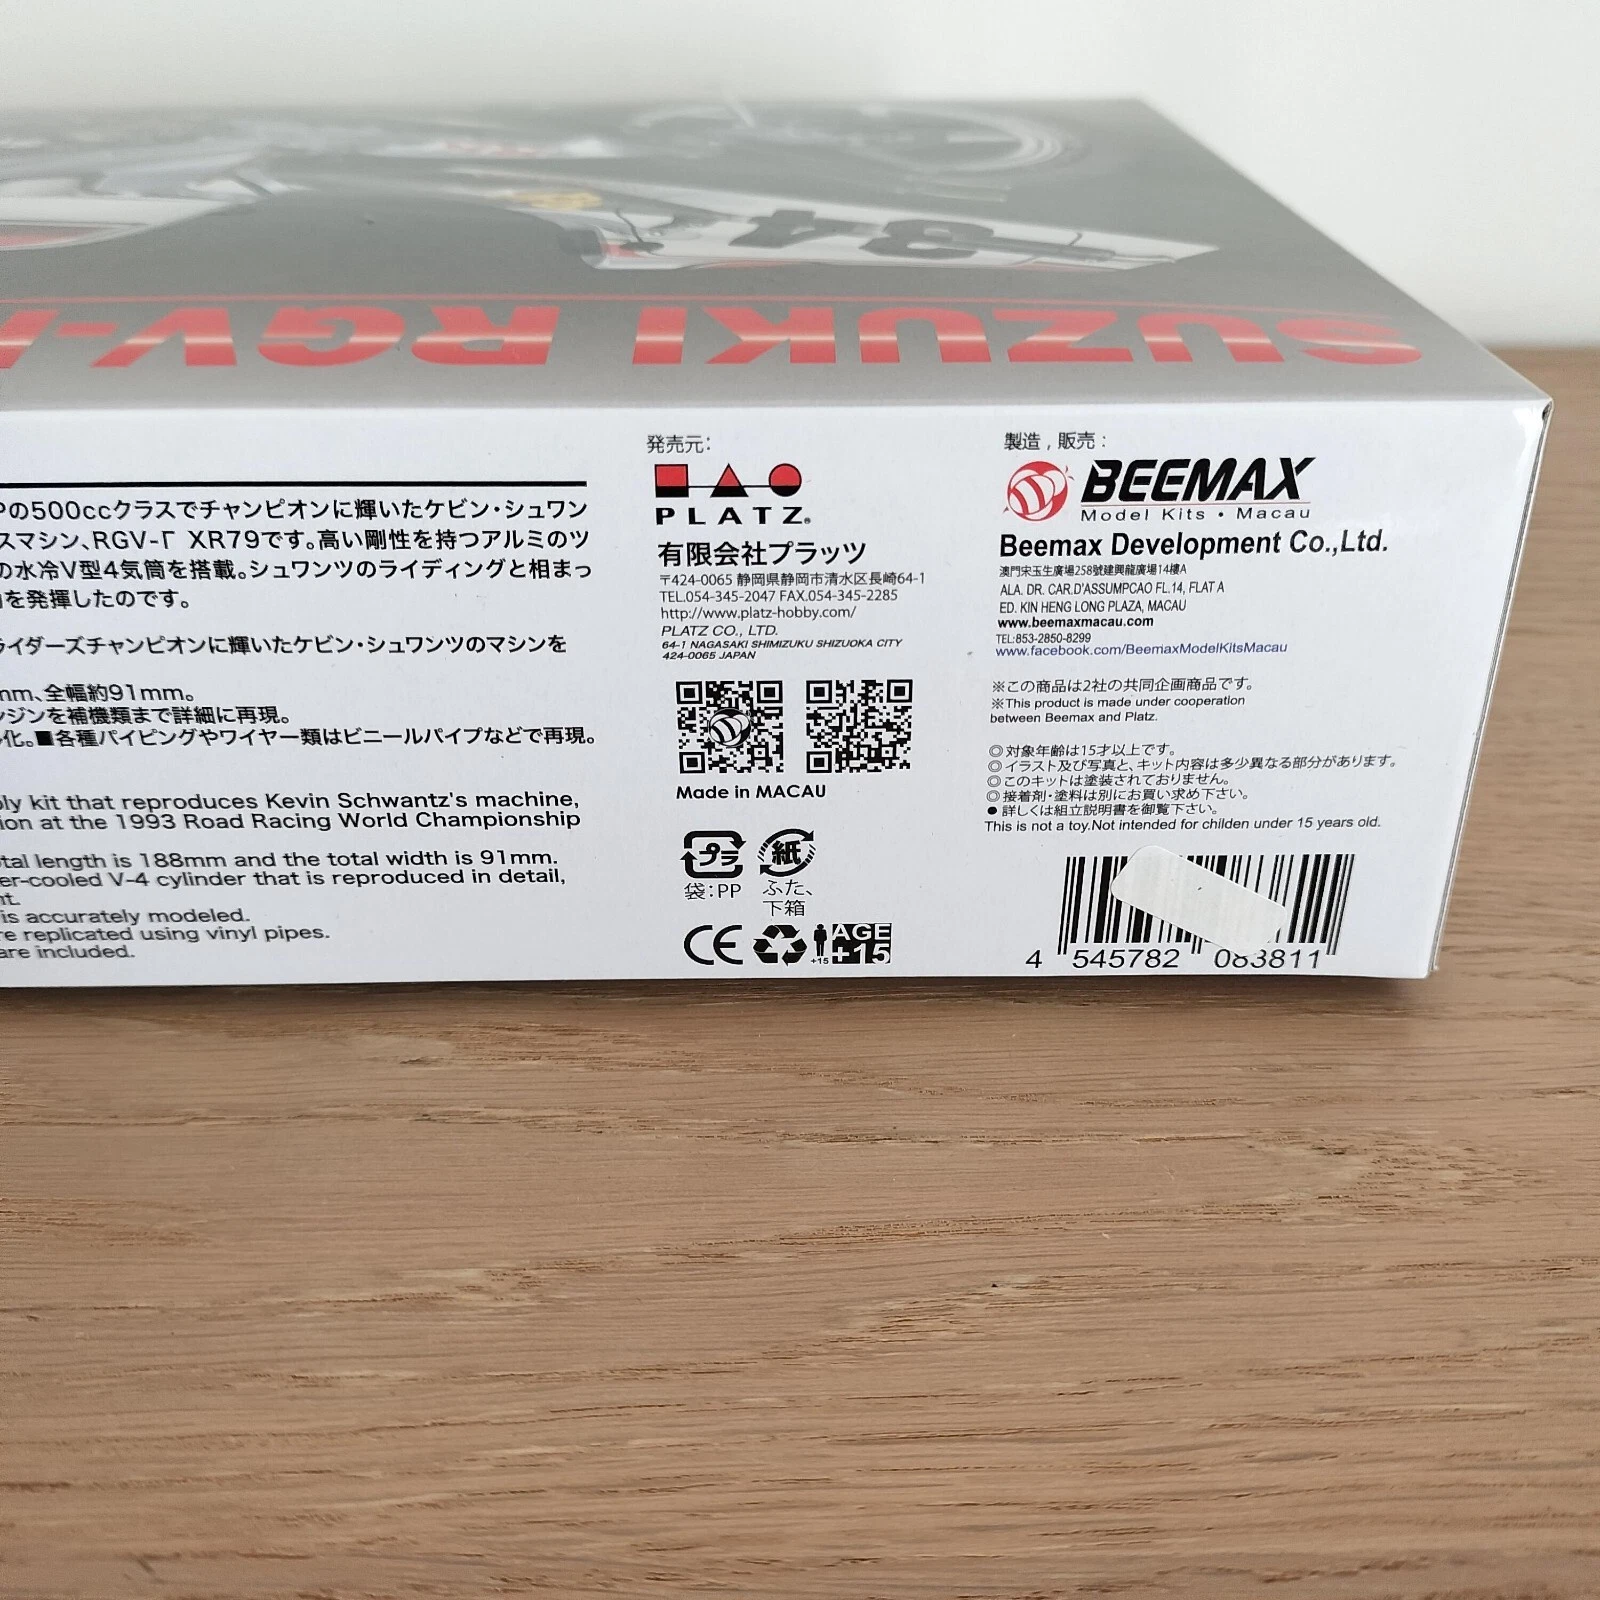 34
SUZUKI RGV-
Pの500ccクラスでチャンピオンに輝いたケビン・シュワン
スマシン、RGV-Γ XR79です。高い剛性を持つアルミのツ
の水冷V型4気筒を搭載。シュワンツのライディングと相まっ
を発揮したのです。
ライダーズチャンピオンに輝いたケビン・シュワンツのマシンを
mm、全幅約91mm。
ンジンを補機類まで詳細に再現。
化。■各種パイピングやワイヤー類はビニールパイプなどで再現。
bly kit that reproduces Kevin Schwantz's machine,
ion at the 1993 Road Racing World Championship
tal length is 188mm and the total width is 91mm.
er-cooled V-4 cylinder that is reproduced in detail,
nt.
is accurately modeled.
re replicated using vinyl pipes.
are included.
発売元:
PLATZ.
有限会社プラッツ
〒424-0065 静岡県静岡市清水区長崎64-1
TEL.054-345-2047 FAX.054-345-2285
http://www.platz-hobby.com/
PLATZ CO., LTD.
64-1 NAGASAKI SHIMIZUKU SHIZUOKA CITY
424-0065 JAPAN
Made in MACAU
プラ
紙
袋:PP
ふた、
下箱
CE
+15
AGE
+15
製造,販売:
BEEMAX
Model Kits • Macau
Beemax Development Co.,Ltd.
澳門宋玉生廣場258號建興龍廣場14樓A
ALA. DR. CAR.D'ASSUMPCAO FL.14, FLAT A
ED. KIN HENG LONG PLAZA, MACAU
www.beemaxmacau.com
TEL:853-2850-8299
www.facebook.com/BeemaxModelKitsMacau
※この商品は2社の共同企画商品です。
※This product is made under cooperation
between Beemax and Platz.
◎対象年齢は15才以上です。
◎イラスト及び写真と、キット内容は多少異なる部分があります。
◎このキットは塗装されておりません。
◎接着剤・塗料は別にお買い求め下さい。
●詳しくは組立説明書を御覧下さい。
This is not a toy.Not intended for childen under 15 years old.
4 545782 083811